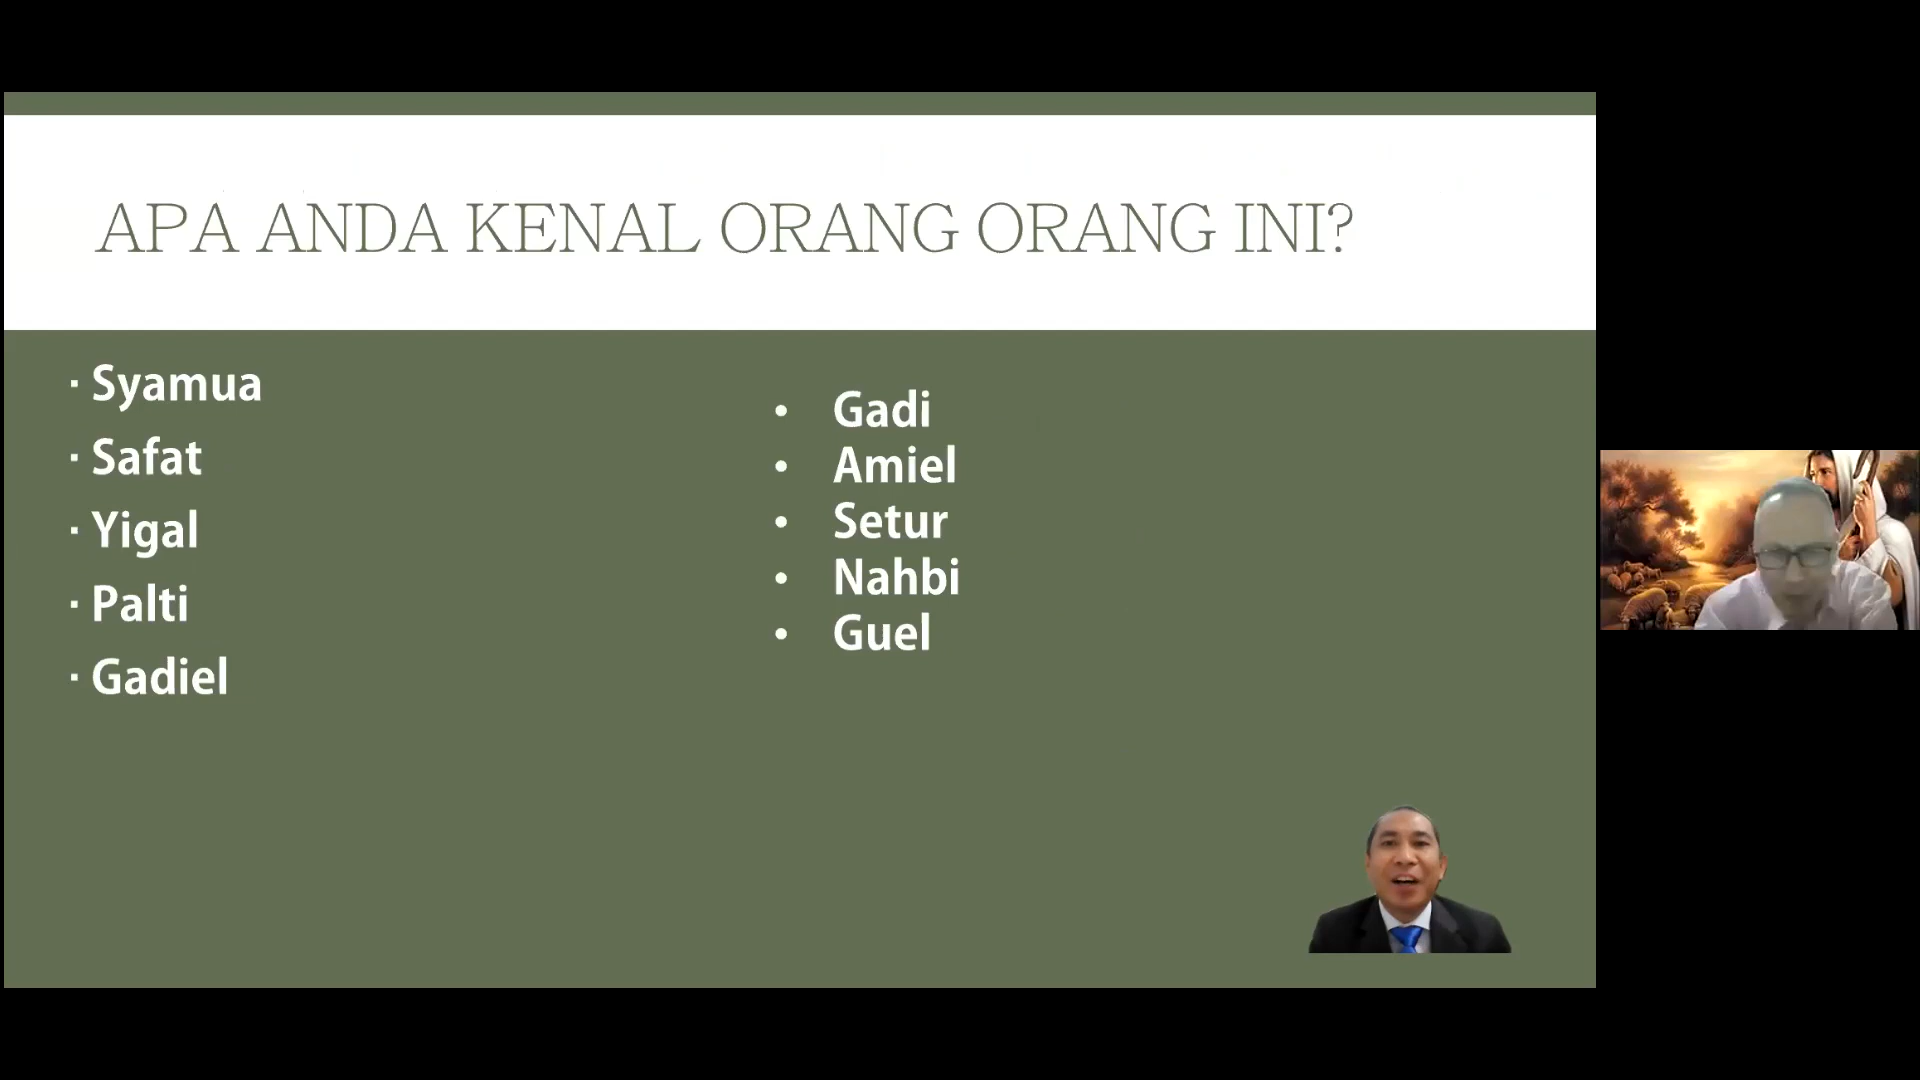 APA ANDA KENAL ORANG ORANG INI?
· Syamua
· Safat
· Yigal
· Palti
· Gadiel
• Gadi
• Amiel
• Setur
• Nahbi
• Guel